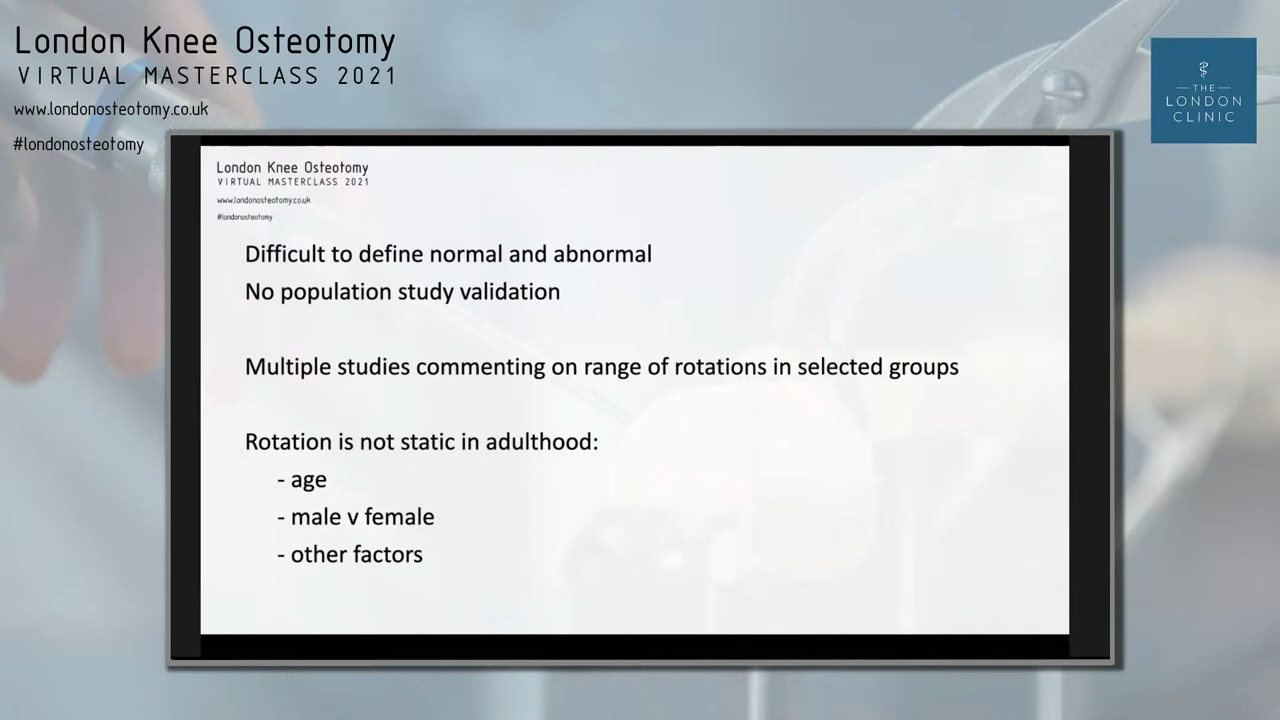 London Knee Osteotomy
VIRTUAL MASTERCLASS 2021
www.londonosteotomy.co.uk
#londonosteotomy
THE
LONDON
CLINIC
London Knee Osteotomy
VIRTUAL MASTERCLASS 2021
www.londonosteotomy.co.uk
#londonosteotomy
Difficult to define normal and abnormal
No population study validation
Multiple studies commenting on range of rotations in selected groups
Rotation is not static in adulthood:
- age
- male v female
- other factors